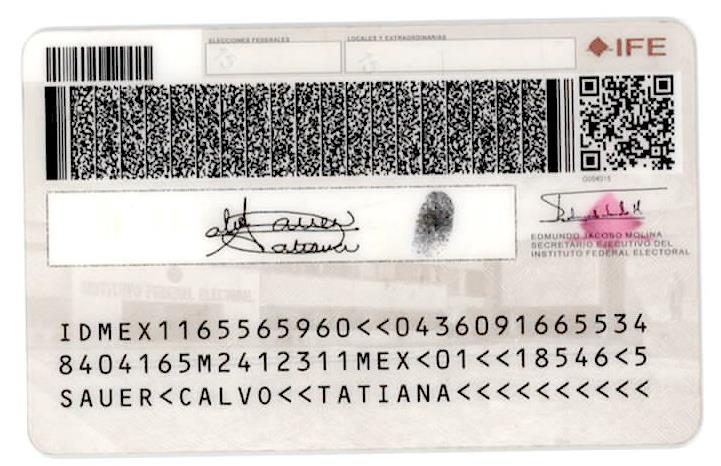 ELECCIONES FEDERALES
LOCALES Y EXTRAORDINARIAS
IFE
EDMUNDO JACOBO MOLINA
SECRETARIO EJECUTIVO DEL
INSTITUTO FEDERAL ELECTORAL
INSTITUTO FEDERAL ELECTORAL
IDMEX1165565960<<0436091665534
8404165M2412311MEX<01<<18546<5
SAUER<CALVO<<TATIANA<<<<<<<<<<